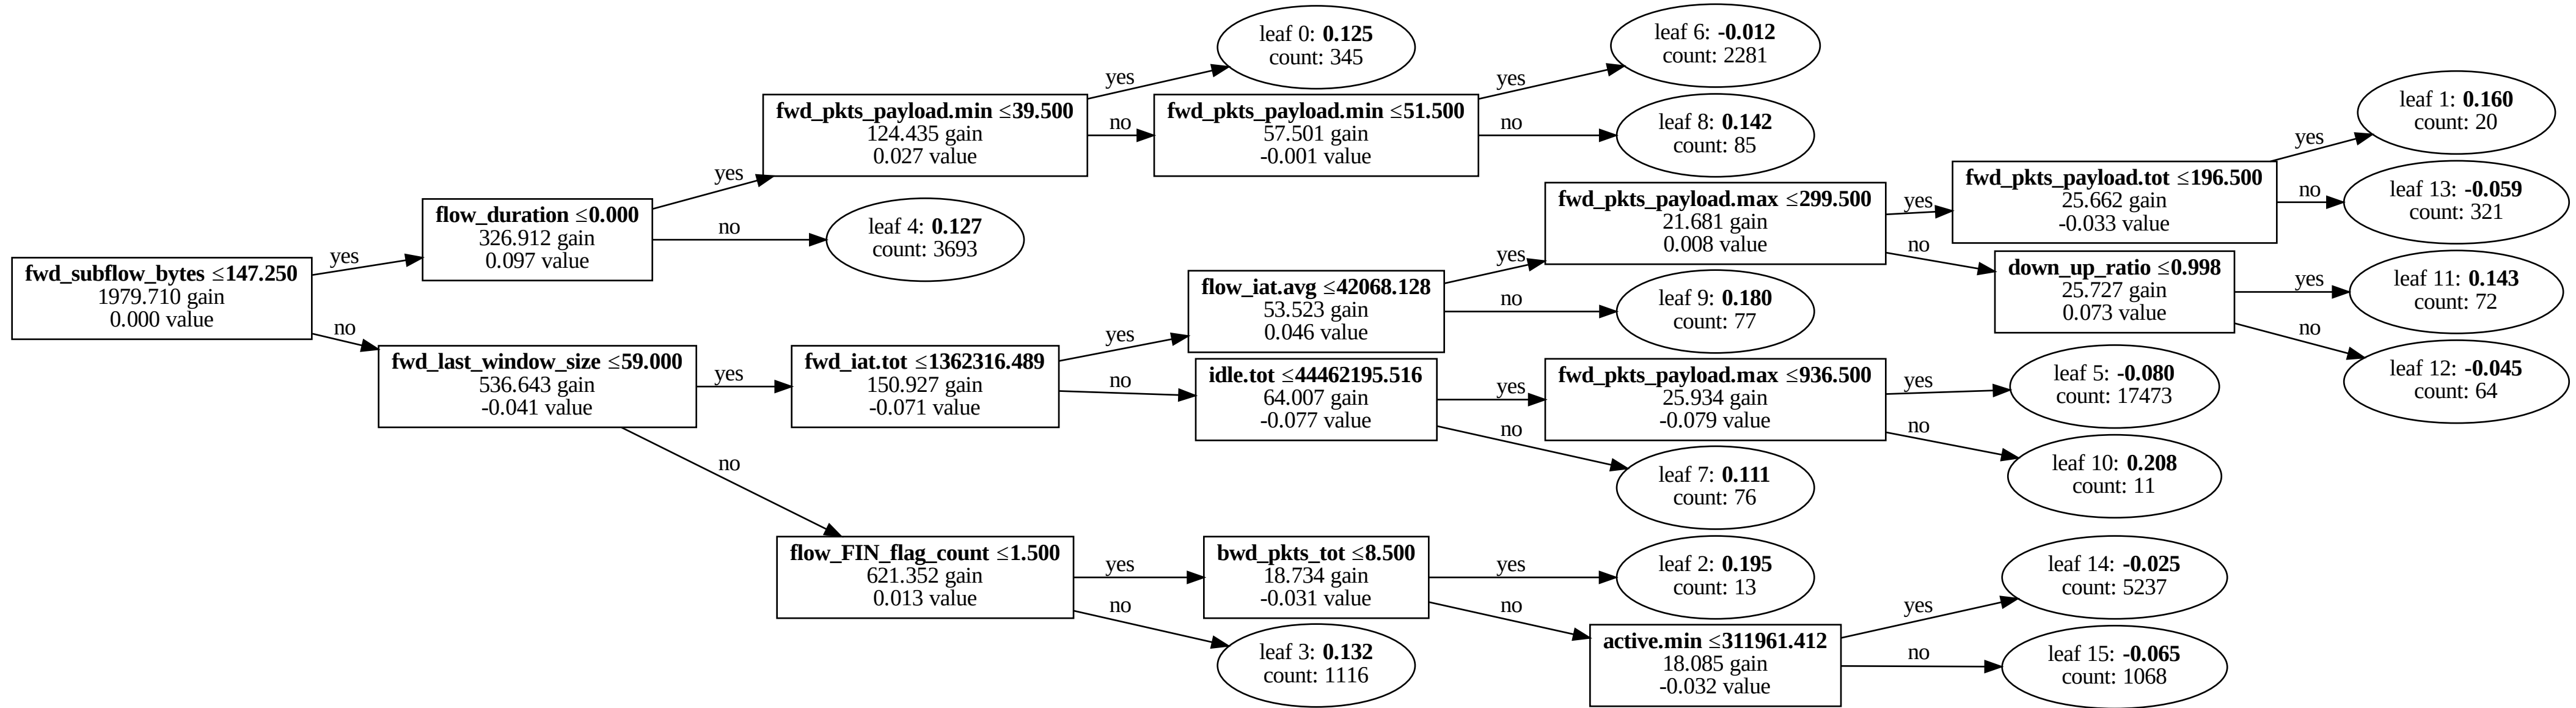 fwd_subflow_bytes ≤147.250
1979.710 gain
0.000 value
yes
no
flow_duration ≤0.000
326.912 gain
0.097 value
yes
no
fwd_pkts_payload.min ≤39.500
124.435 gain
0.027 value
yes
no
leaf 0: 0.125
count: 345
fwd_pkts_payload.min ≤51.500
57.501 gain
-0.001 value
yes
no
leaf 6: -0.012
count: 2281
leaf 8: 0.142
count: 85
leaf 4: 0.127
count: 3693
fwd_last_window_size ≤59.000
536.643 gain
-0.041 value
yes
no
fwd_iat.tot ≤1362316.489
150.927 gain
-0.071 value
yes
no
flow_iat.avg ≤42068.128
53.523 gain
0.046 value
yes
no
fwd_pkts_payload.max ≤299.500
21.681 gain
0.008 value
yes
no
fwd_pkts_payload.tot ≤196.500
25.662 gain
-0.033 value
yes
no
leaf 1: 0.160
count: 20
leaf 13: -0.059
count: 321
down_up_ratio ≤0.998
25.727 gain
0.073 value
yes
no
leaf 11: 0.143
count: 72
leaf 12: -0.045
count: 64
leaf 9: 0.180
count: 77
idle.tot ≤44462195.516
64.007 gain
-0.077 value
yes
no
fwd_pkts_payload.max ≤936.500
25.934 gain
-0.079 value
yes
no
leaf 5: -0.080
count: 17473
leaf 10: 0.208
count: 11
leaf 7: 0.111
count: 76
flow_FIN_flag_count ≤1.500
621.352 gain
0.013 value
yes
no
bwd_pkts_tot ≤8.500
18.734 gain
-0.031 value
yes
no
leaf 2: 0.195
count: 13
active.min ≤311961.412
18.085 gain
-0.032 value
yes
no
leaf 14: -0.025
count: 5237
leaf 15: -0.065
count: 1068
leaf 3: 0.132
count: 1116